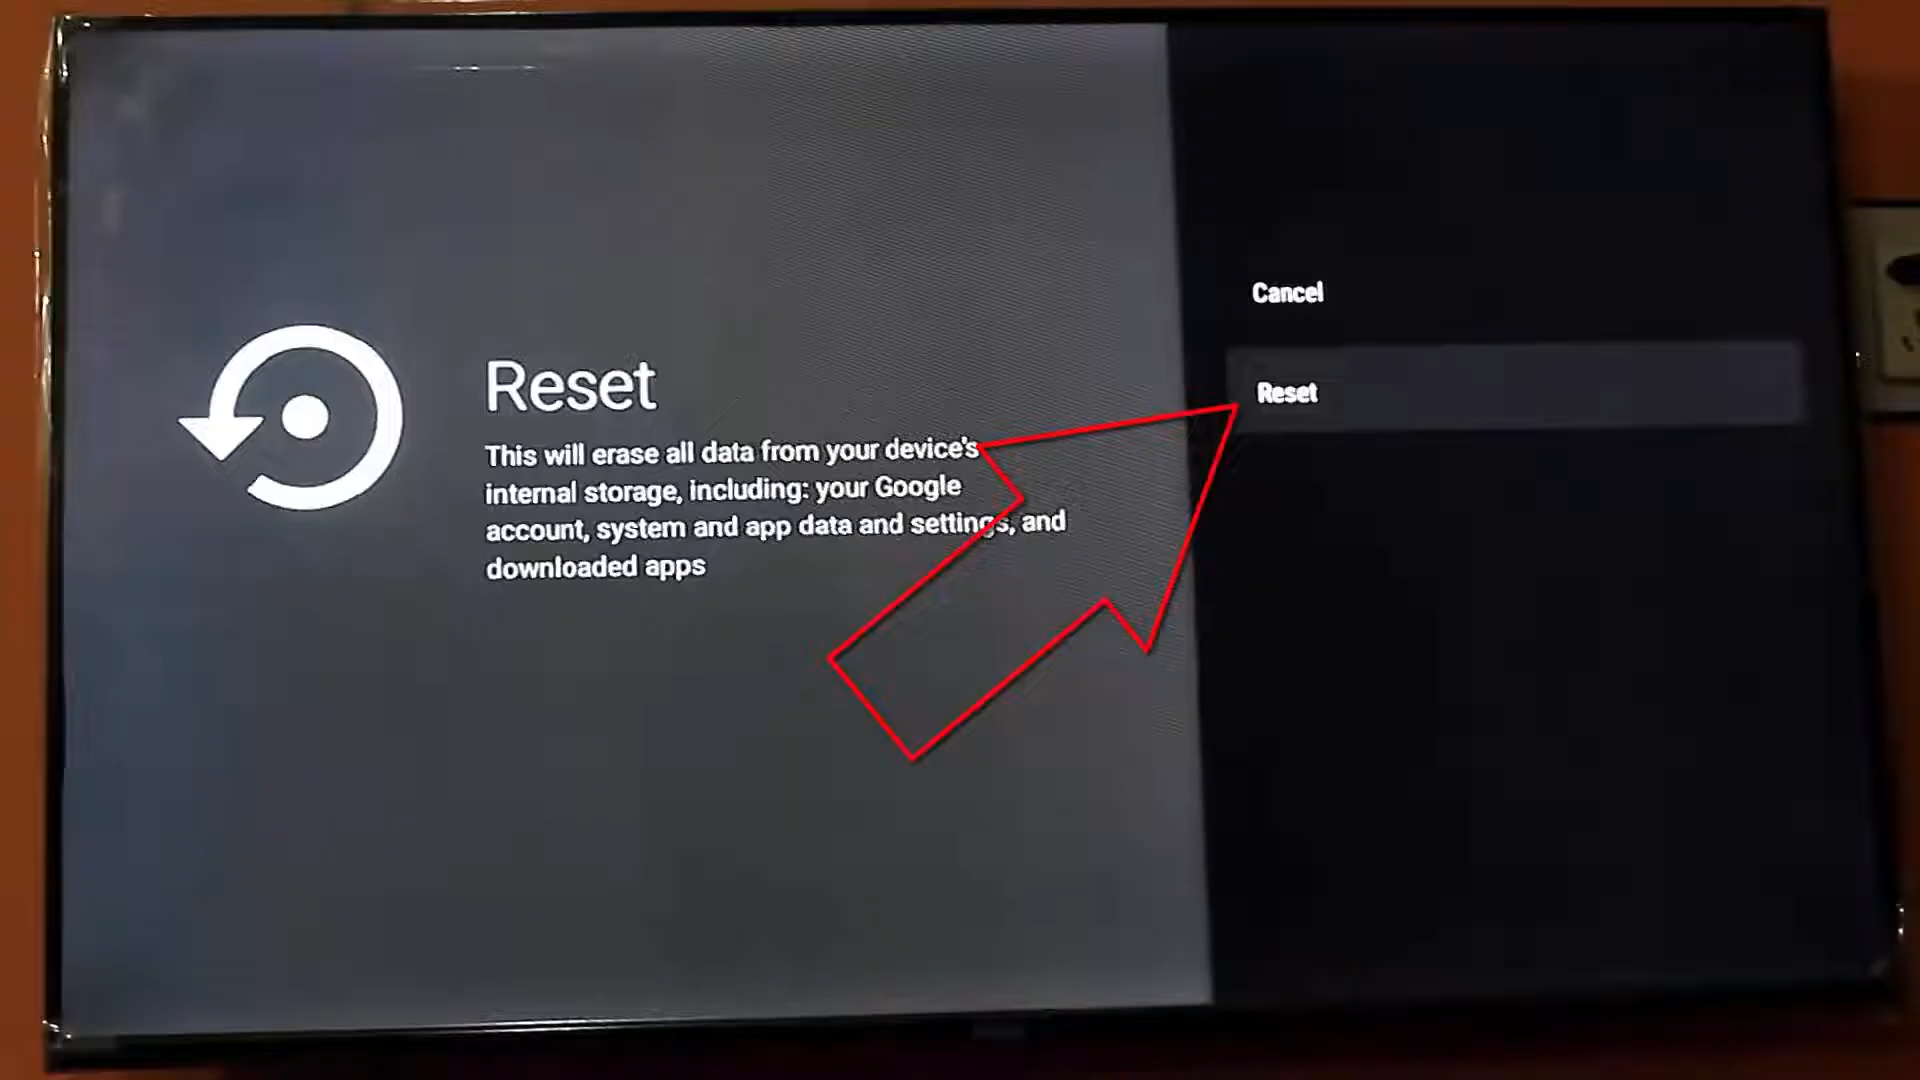 Reset
This will erase all data from your device's
internal storage, including: your Google
account, system and app data and settings, and
downloaded apps
Cancel
Reset